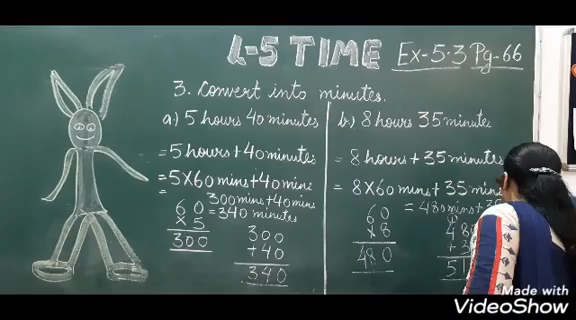 L-5 TIME Ex-5.3 Pg-66
3. Convert into minutes.
a) 5 hours 40 minutes
= 5 hours + 40 minutes
= 5 X 60 mins + 40 mins
= 300 mins + 40 mins
= 340 minutes
60
X 5
300
300
+ 40
340
b) 8 hours 35 minutes
= 8 hours + 35 minutes
= 8 X 60 mins + 35 mins
= 480 mins + 35
60
X 8
480
48
+ 3
51
Made with
VideoShow